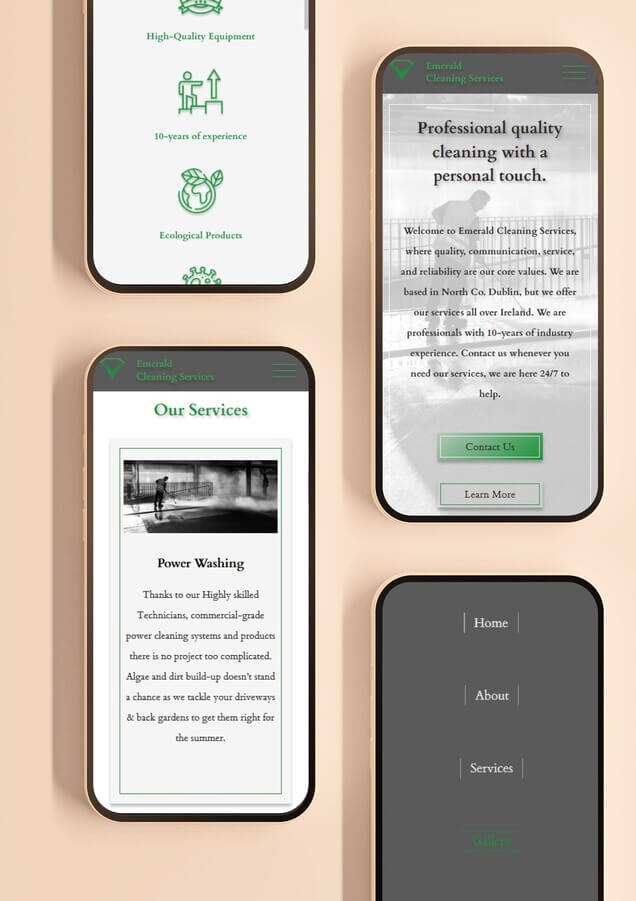 High-Quality Equipment
10-years of experience
Ecological Products
Emerald
Cleaning Services
Our Services
Power Washing
Thanks to our Highly skilled
Technicians, commercial-grade
power cleaning systems and products
there is no project too complicated.
Algae and dirt build-up doesn't stand
a chance as we tackle your driveways
& back gardens to get them right for
the summer.
Emerald
Cleaning Services
Professional quality
cleaning with a
personal touch.
Welcome to Emerald Cleaning Services,
where quality, communication, service,
and reliability are our core values. We are
based in North Co. Dublin, but we offer
our services all over Ireland. We are
professionals with 10-years of industry
experience. Contact us whenever you
need our services, we are here 24/7 to
help.
Contact Us
Learn More
Home
About
Services
Gallery